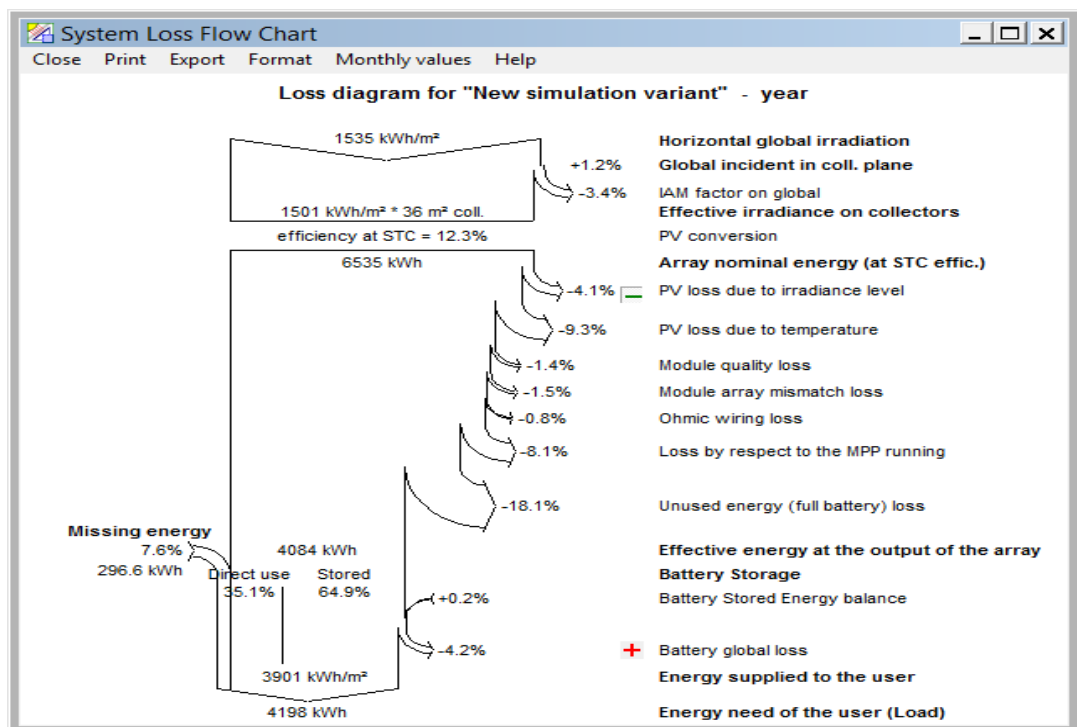 System Loss Flow Chart
Close Print Export Format Monthly values Help
Loss diagram for "New simulation variant" - year
1535 kWh/m² Horizontal global irradiation
+1.2% Global incident in coll. plane
-3.4% IAM factor on global
1501 kWh/m² * 36 m² coll. Effective irradiance on collectors
efficiency at STC = 12.3% PV conversion
6535 kWh Array nominal energy (at STC effic.)
-4.1% PV loss due to irradiance level
-9.3% PV loss due to temperature
-1.4% Module quality loss
-1.5% Module array mismatch loss
-0.8% Ohmic wiring loss
-8.1% Loss by respect to the MPP running
-18.1% Unused energy (full battery) loss
Missing energy
7.6% 4084 kWh Effective energy at the output of the array
296.6 kWh Direct use Stored Battery Storage
35.1% 64.9% +0.2% Battery Stored Energy balance
-4.2% Battery global loss
3901 kWh/m² Energy supplied to the user
4198 kWh Energy need of the user (Load)